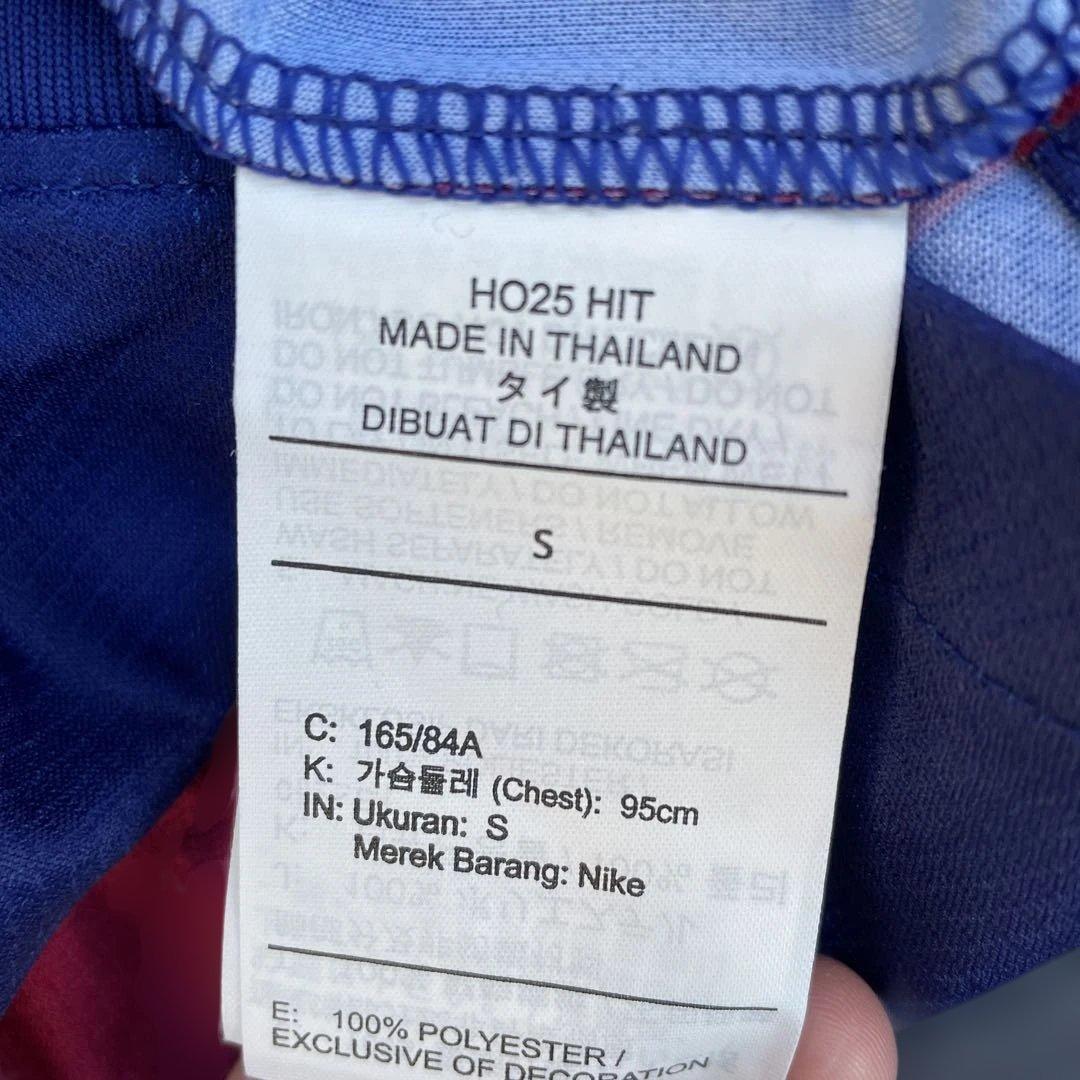 HO25 HIT
MADE IN THAILAND
タイ製
DIBUAT DI THAILAND
S
C: 165/84A
K: 가슴둘레 (Chest): 95cm
IN: Ukuran: S
Merek Barang: Nike
E: 100% POLYESTER /
EXCLUSIVE OF DECORATION